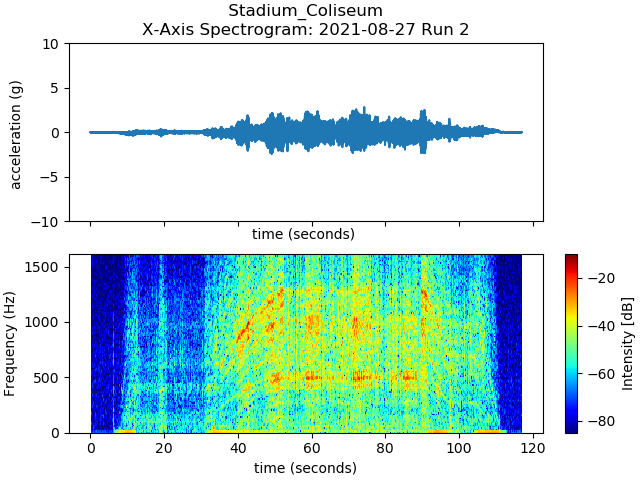 Stadium_Coliseum
X-Axis Spectrogram: 2021-08-27 Run 2
10
5
0
−5
−10
acceleration (g)
time (seconds)
1500
1000
500
0
Frequency (Hz)
0 20 40 60 80 100 120
time (seconds)
−20
−40
−60
−80
Intensity [dB]